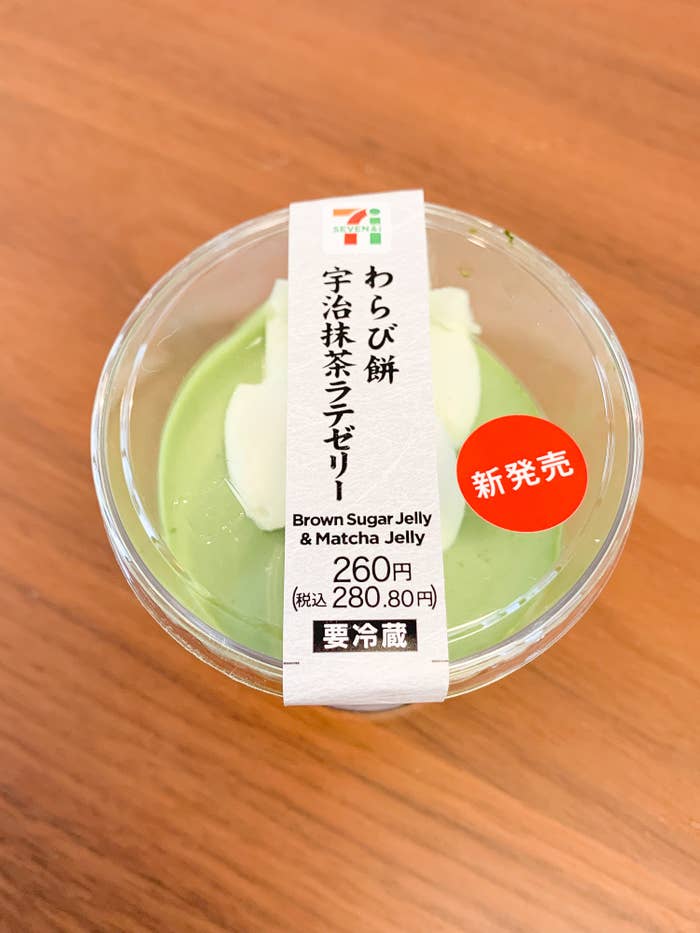 SEVEN&i
わらび餅
宇治抹茶ラテゼリー
Brown Sugar Jelly
& Matcha Jelly
260円
(税込 280.80円)
要冷蔵
新発売